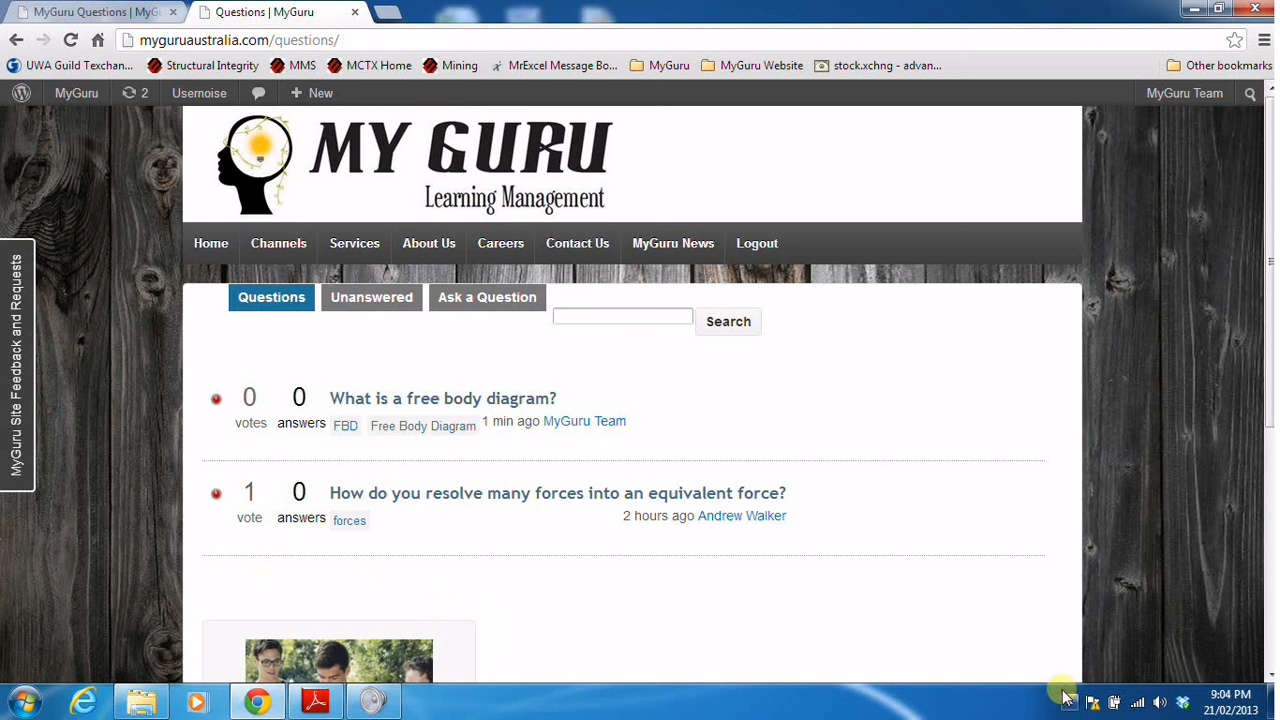 MyGuru Questions | MyGu
Questions | MyGuru
myguruaustralia.com/questions/
UWA Guild Texchan... Structural Integrity MMS MCTX Home Mining MrExcel Message Bo... MyGuru MyGuru Website stock.xchng - advan... Other bookmarks
MyGuru 2 Usernoise + New MyGuru Team
MY GURU
Learning Management
Home Channels Services About Us Careers Contact Us MyGuru News Logout
MyGuru Site Feedback and Requests
Questions Unanswered Ask a Question
Search
0 0 What is a free body diagram?
votes answers FBD Free Body Diagram 1 min ago MyGuru Team
1 0 How do you resolve many forces into an equivalent force?
vote answers forces 2 hours ago Andrew Walker
9:04 PM
21/02/2013